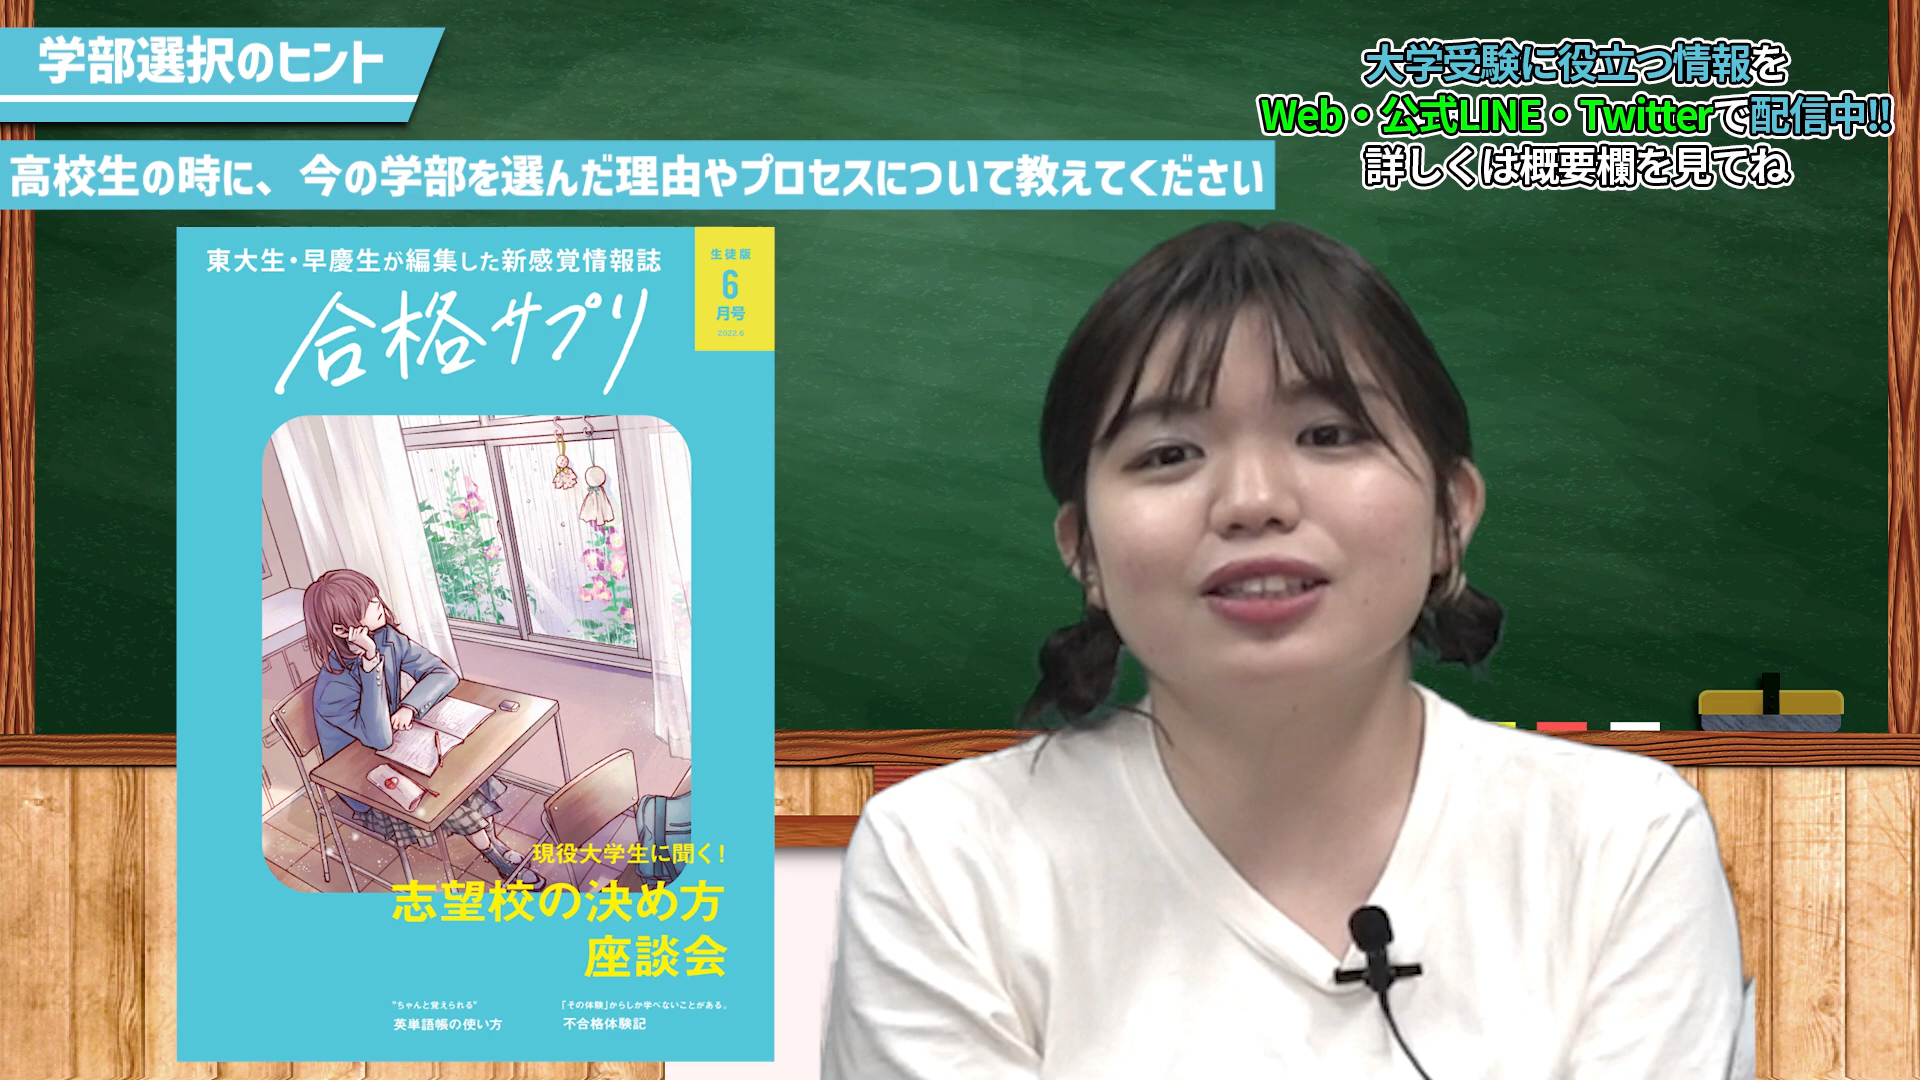 学部選択のヒント
大学受験に役立つ情報を
Web・公式LINE・Twitterで配信中!!
詳しくは概要欄を見てね
高校生の時に、今の学部を選んだ理由やプロセスについて教えてください
東大生・早慶生が編集した新感覚情報誌
生徒版
6
月号
2022.6
合格サプリ
現役大学生に聞く!
志望校の決め方
座談会
"ちゃんと覚えられる"
英単語帳の使い方
「その体験」からしか学べないことがある。
不合格体験記